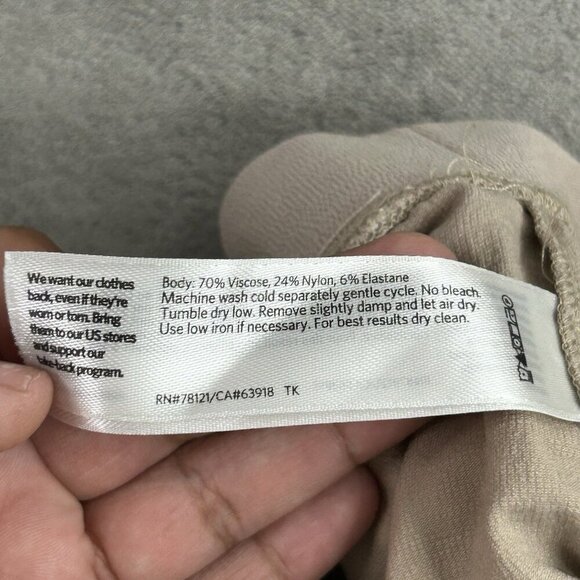 We want our clothes
back, even if they're
worn or torn. Bring
them to our US stores
and support our
take-back program.
Body: 70% Viscose, 24% Nylon, 6% Elastane
Machine wash cold separately gentle cycle. No bleach.
Tumble dry low. Remove slightly damp and let air dry.
Use low iron if necessary. For best results dry clean.
RN#78121/CA#63918 TK